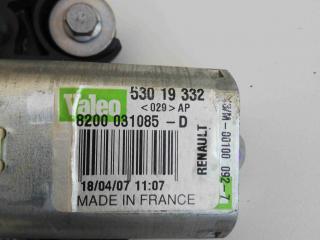 Valeo
530 19 332
<029> AP
8200 031085 - D
RENAULT
18/04/07 11:07
MADE IN FRANCE